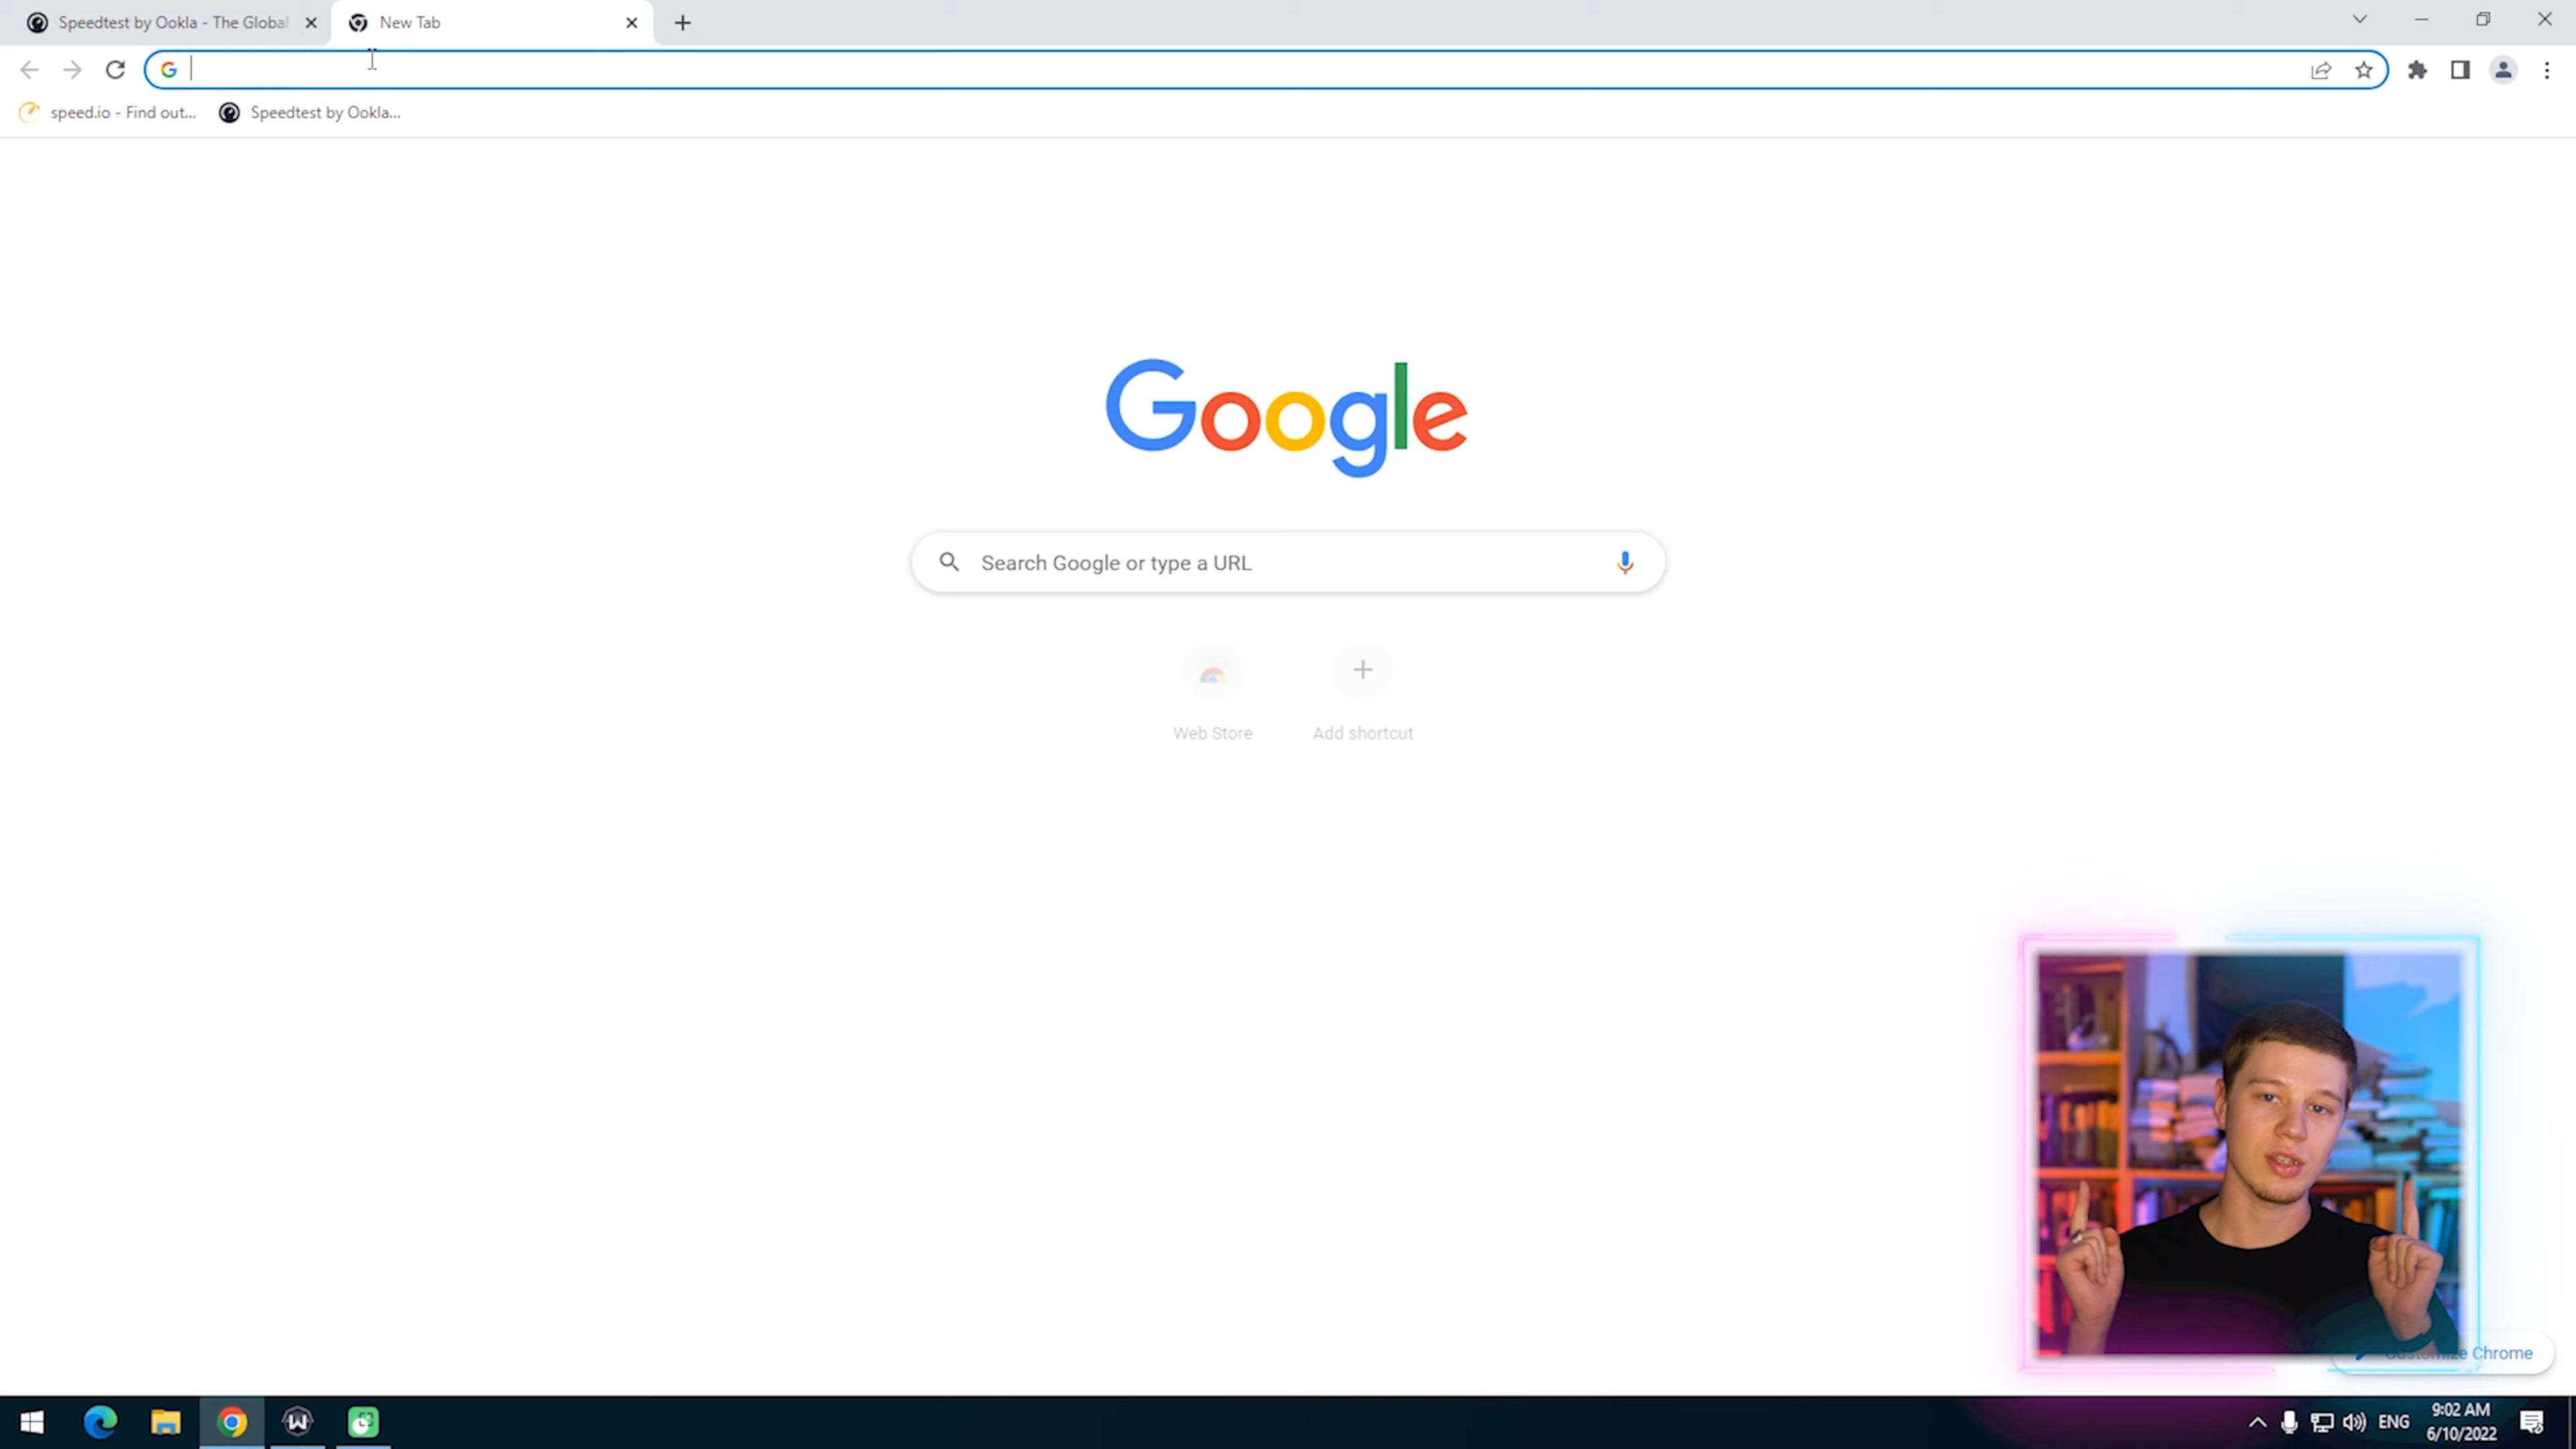 Speedtest by Ookla - The Global
New Tab
speed.io - Find out...
Speedtest by Ookla...
Google
Search Google or type a URL
Web Store
Add shortcut
Customize Chrome
ENG
9:02 AM
6/10/2022